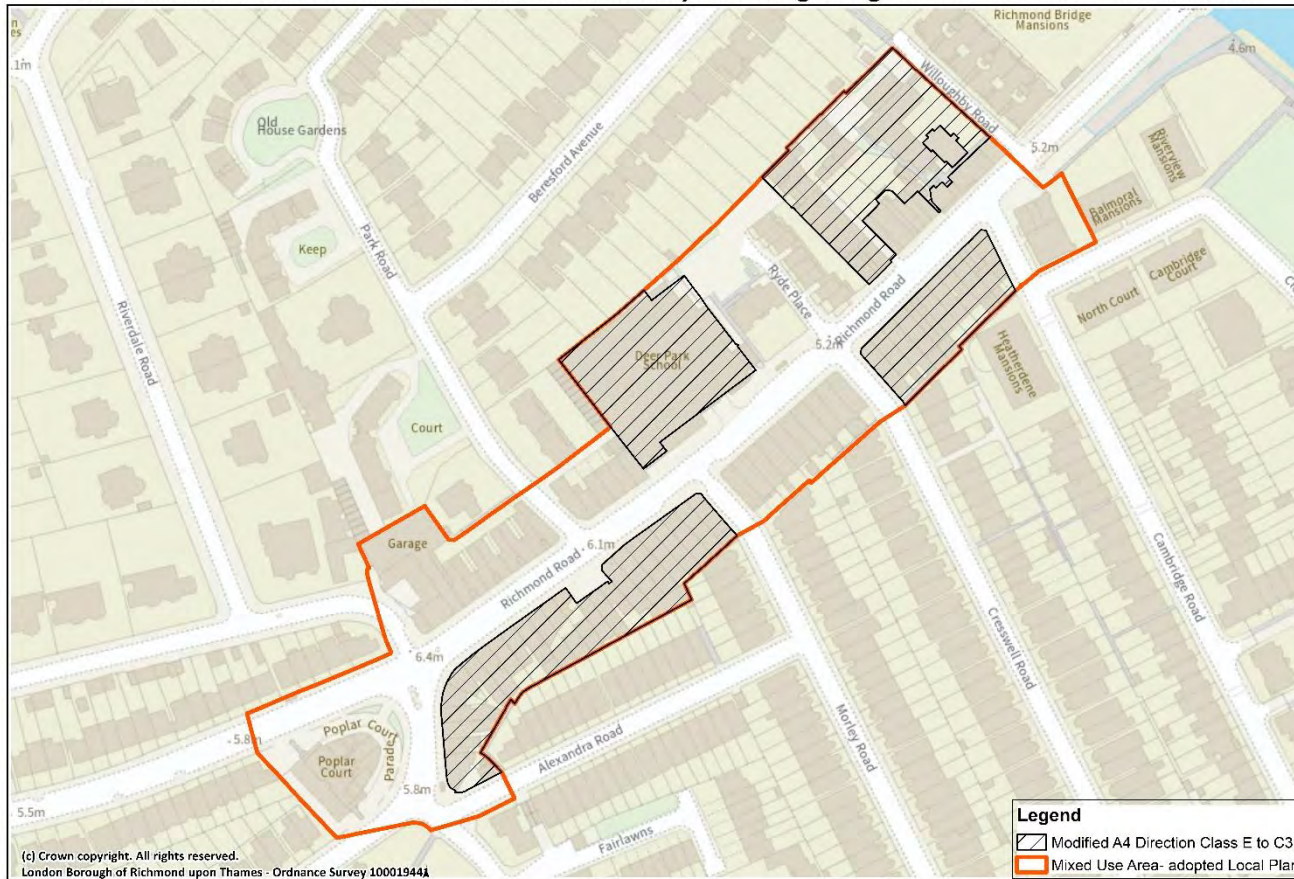 Richmond Bridge
Mansions
4.6m
.1m
Willoughby Road
Old
House Gardens
Beresford Avenue
5.2m
Riverview
Mansions
Balmoral
Mansions
Keep
Park Road
Ryde Place
Richmond Road
Cambridge
Court
North Court
Riverdale Road
5.2m
Heatherdene
Mansions
Deer Park
School
Court
Garage
6.1m
Richmond Road
Cambridge Road
Cresswell Road
6.4m
Morley Road
Poplar Court
Parade
5.8m
Poplar
Court
Alexandra Road
5.8m
5.5m
Fairlawns
Legend
Modified A4 Direction Class E to C3
Mixed Use Area- adopted Local Plan
(c) Crown copyright. All rights reserved.
London Borough of Richmond upon Thames - Ordnance Survey